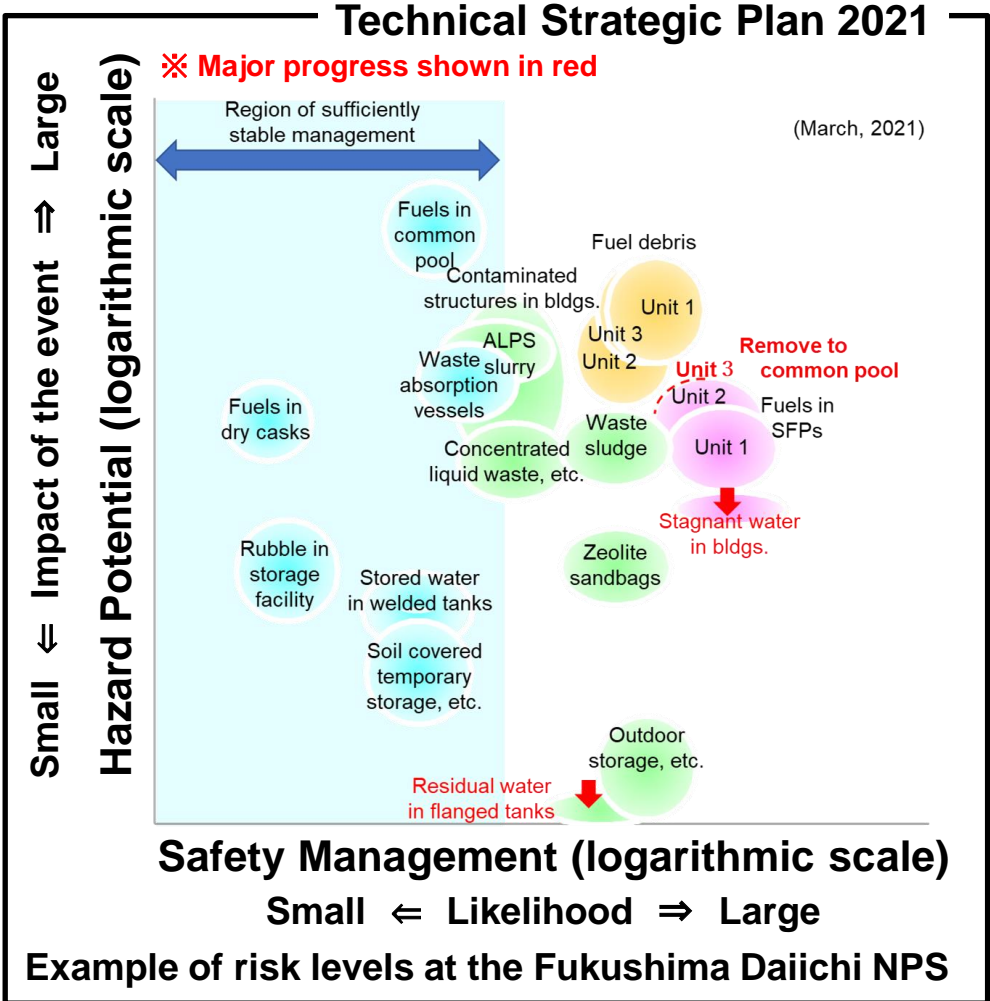 Technical Strategic Plan 2021
※ Major progress shown in red
Small ⇐ Impact of the event ⇒ Large
Hazard Potential (logarithmic scale)
Region of sufficiently
stable management
(March, 2021)
Fuels in
common
pool
Fuel debris
Contaminated
structures in bldgs.
Unit 1
Unit 3
Unit 2
ALPS
slurry
Waste
absorption
vessels
Remove to
common pool
Unit 3
Unit 2
Fuels in
SFPs
Unit 1
Fuels in
dry casks
Waste
sludge
Concentrated
liquid waste, etc.
Stagnant water
in bldgs.
Rubble in
storage
facility
Zeolite
sandbags
Stored water
in welded tanks
Soil covered
temporary
storage, etc.
Outdoor
storage, etc.
Residual water
in flanged tanks
Safety Management (logarithmic scale)
Small ⇐ Likelihood ⇒ Large
Example of risk levels at the Fukushima Daiichi NPS